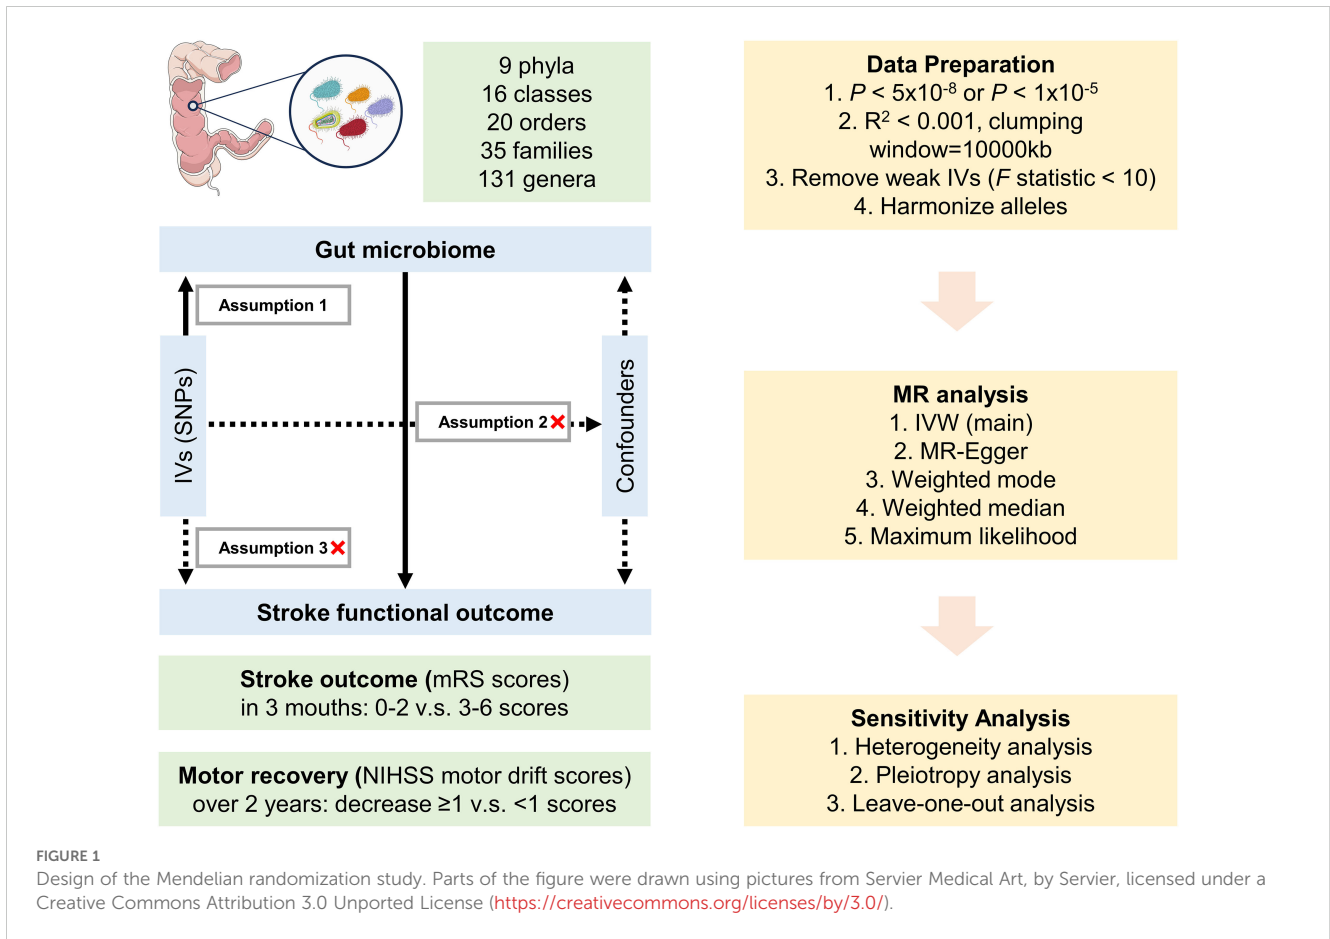 9 phyla
16 classes
20 orders
35 families
131 genera
Gut microbiome
Assumption 1
IVs (SNPs)
Assumption 2
Confounders
Assumption 3
Stroke functional outcome
Stroke outcome (mRS scores)
in 3 mouths: 0-2 v.s. 3-6 scores
Motor recovery (NIHSS motor drift scores)
over 2 years: decrease ≥1 v.s. <1 scores
Data Preparation
1. P < 5x10⁻⁸ or P < 1x10⁻⁵
2. R² < 0.001, clumping
window=10000kb
3. Remove weak IVs (F statistic < 10)
4. Harmonize alleles
MR analysis
1. IVW (main)
2. MR-Egger
3. Weighted mode
4. Weighted median
5. Maximum likelihood
Sensitivity Analysis
1. Heterogeneity analysis
2. Pleiotropy analysis
3. Leave-one-out analysis
FIGURE 1
Design of the Mendelian randomization study. Parts of the figure were drawn using pictures from Servier Medical Art, by Servier, licensed under a
Creative Commons Attribution 3.0 Unported License (https://creativecommons.org/licenses/by/3.0/).